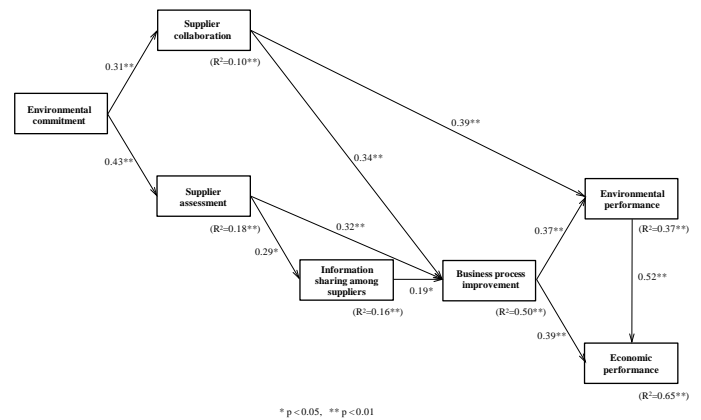 Supplier
collaboration
(R²=0.10**)
0.31**
Environmental
commitment
0.43**
0.39**
0.34**
Supplier
assessment
(R²=0.18**)
0.32**
0.29*
Environmental
performance
(R²=0.37**)
0.37**
Information
sharing among
suppliers
(R²=0.16**)
0.19*
Business process
improvement
(R²=0.50**)
0.52**
0.39**
Economic
performance
(R²=0.65**)
* p<0.05, ** p<0.01